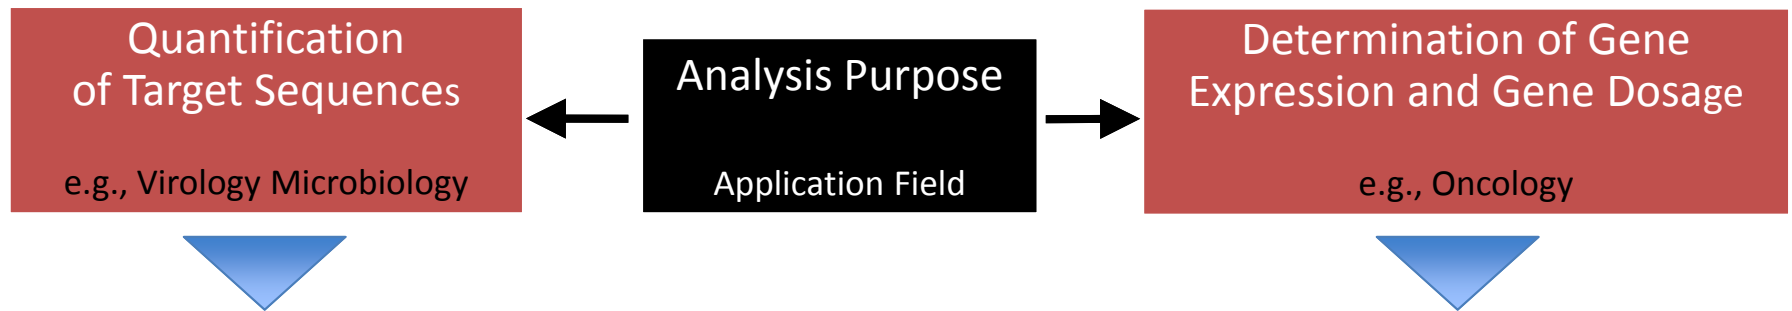 Quantification
of Target Sequences
e.g., Virology Microbiology
Analysis Purpose
Application Field
Determination of Gene
Expression and Gene Dosage
e.g., Oncology